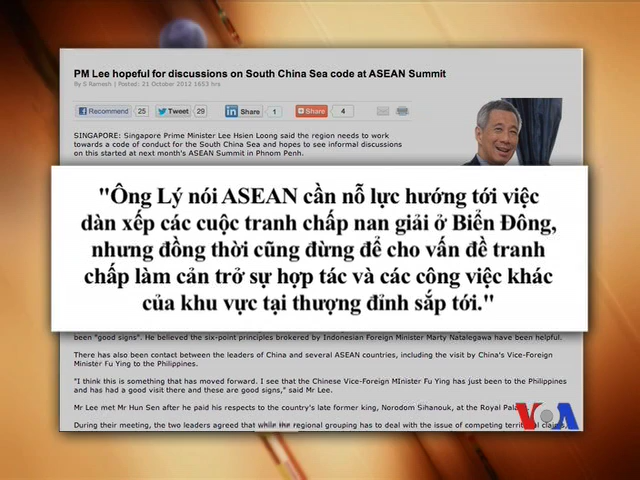 PM Lee hopeful for discussions on South China Sea code at ASEAN Summit
By S Ramesh | Posted: 21 October 2012 1653 hrs
Recommend 25 Tweet 29 Share 1 Share 4
SINGAPORE: Singapore Prime Minister Lee Hsien Loong said the region needs to work
towards a code of conduct for the South China Sea and hopes to see informal discussions
on this started at next month's ASEAN Summit in Phnom Penh.
"Ông Lý nói ASEAN cần nỗ lực hướng tới việc
dàn xếp các cuộc tranh chấp nan giải ở Biển Đông,
nhưng đồng thời cũng đừng để cho vấn đề tranh
chấp làm cản trở sự hợp tác và các công việc khác
của khu vực tại thượng đỉnh sắp tới."
been "good signs". He believed the six-point principles brokered by Indonesian Foreign Minister Marty Natalegawa have been helpful.
There has also been contact between the leaders of China and several ASEAN countries, including the visit by China's Vice-Foreign
Minister Fu Ying to the Philippines.
"I think this is something that has moved forward. I see that the Chinese Vice-Foreign MInister Fu Ying has just been to the Philippines
and has had a good visit there and these are good signs," said Mr Lee.
Mr Lee met Mr Hun Sen after he paid his respects to the country's late former king, Norodom Sihanouk, at the Royal
During their meeting, the two leaders agreed that while the regional grouping has to deal with the issue of competing territorial claims,
VOA